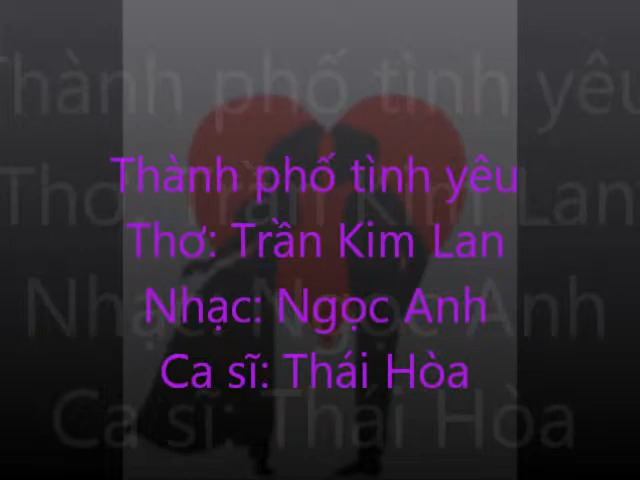 Thành phố tình yêu
Thơ: Trần Kim Lan
Nhạc: Ngọc Anh
Ca sĩ: Thái Hòa